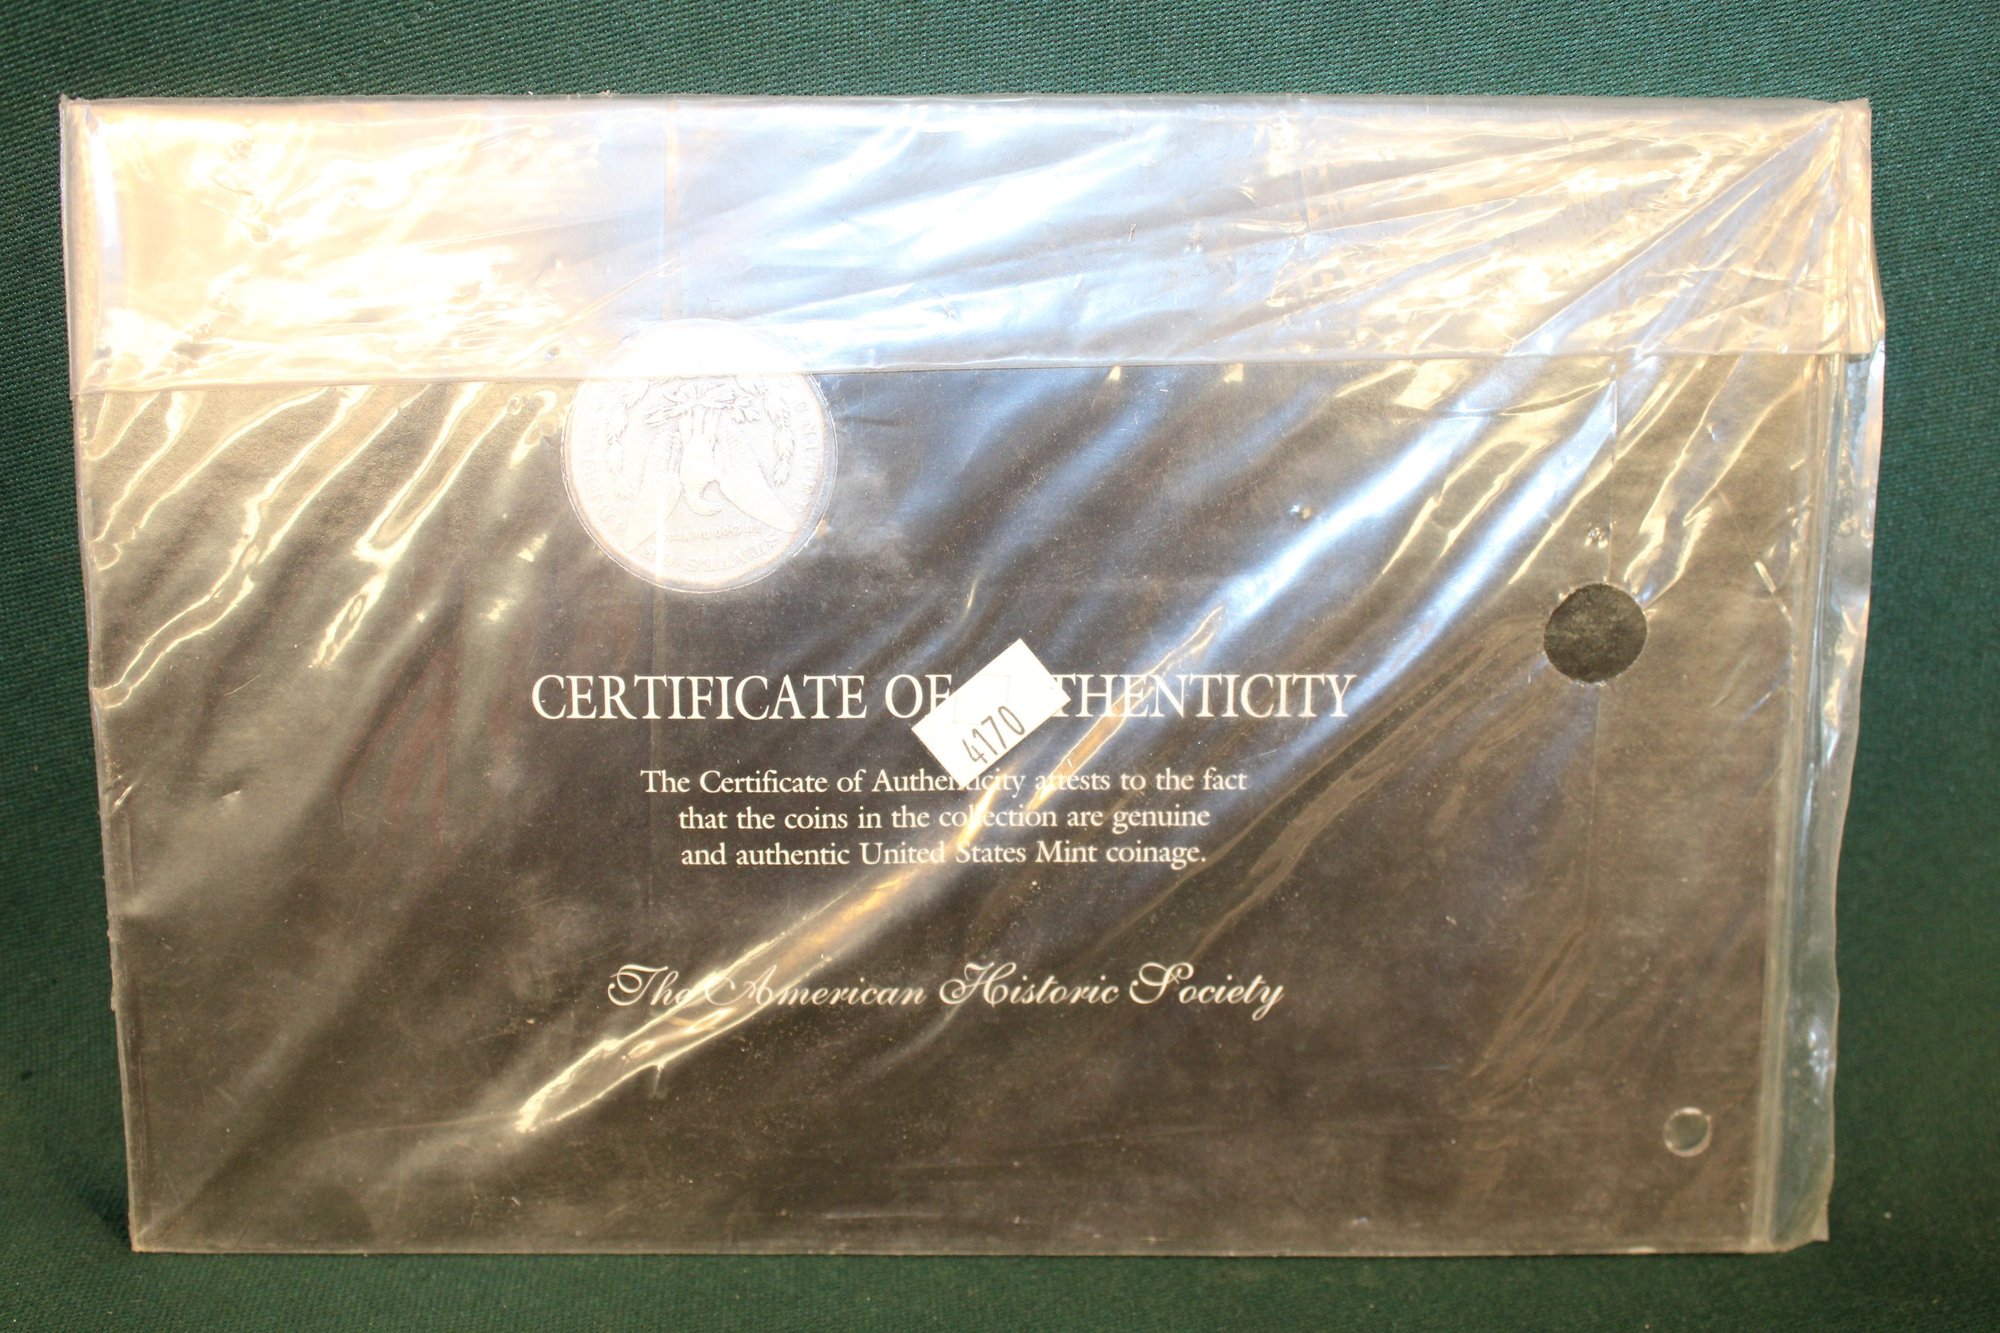 CERTIFICATE OF AUTHENTICITY
4170
The Certificate of Authenticity attests to the fact
that the coins in the collection are genuine
and authentic United States Mint coinage.
The American Historic Society